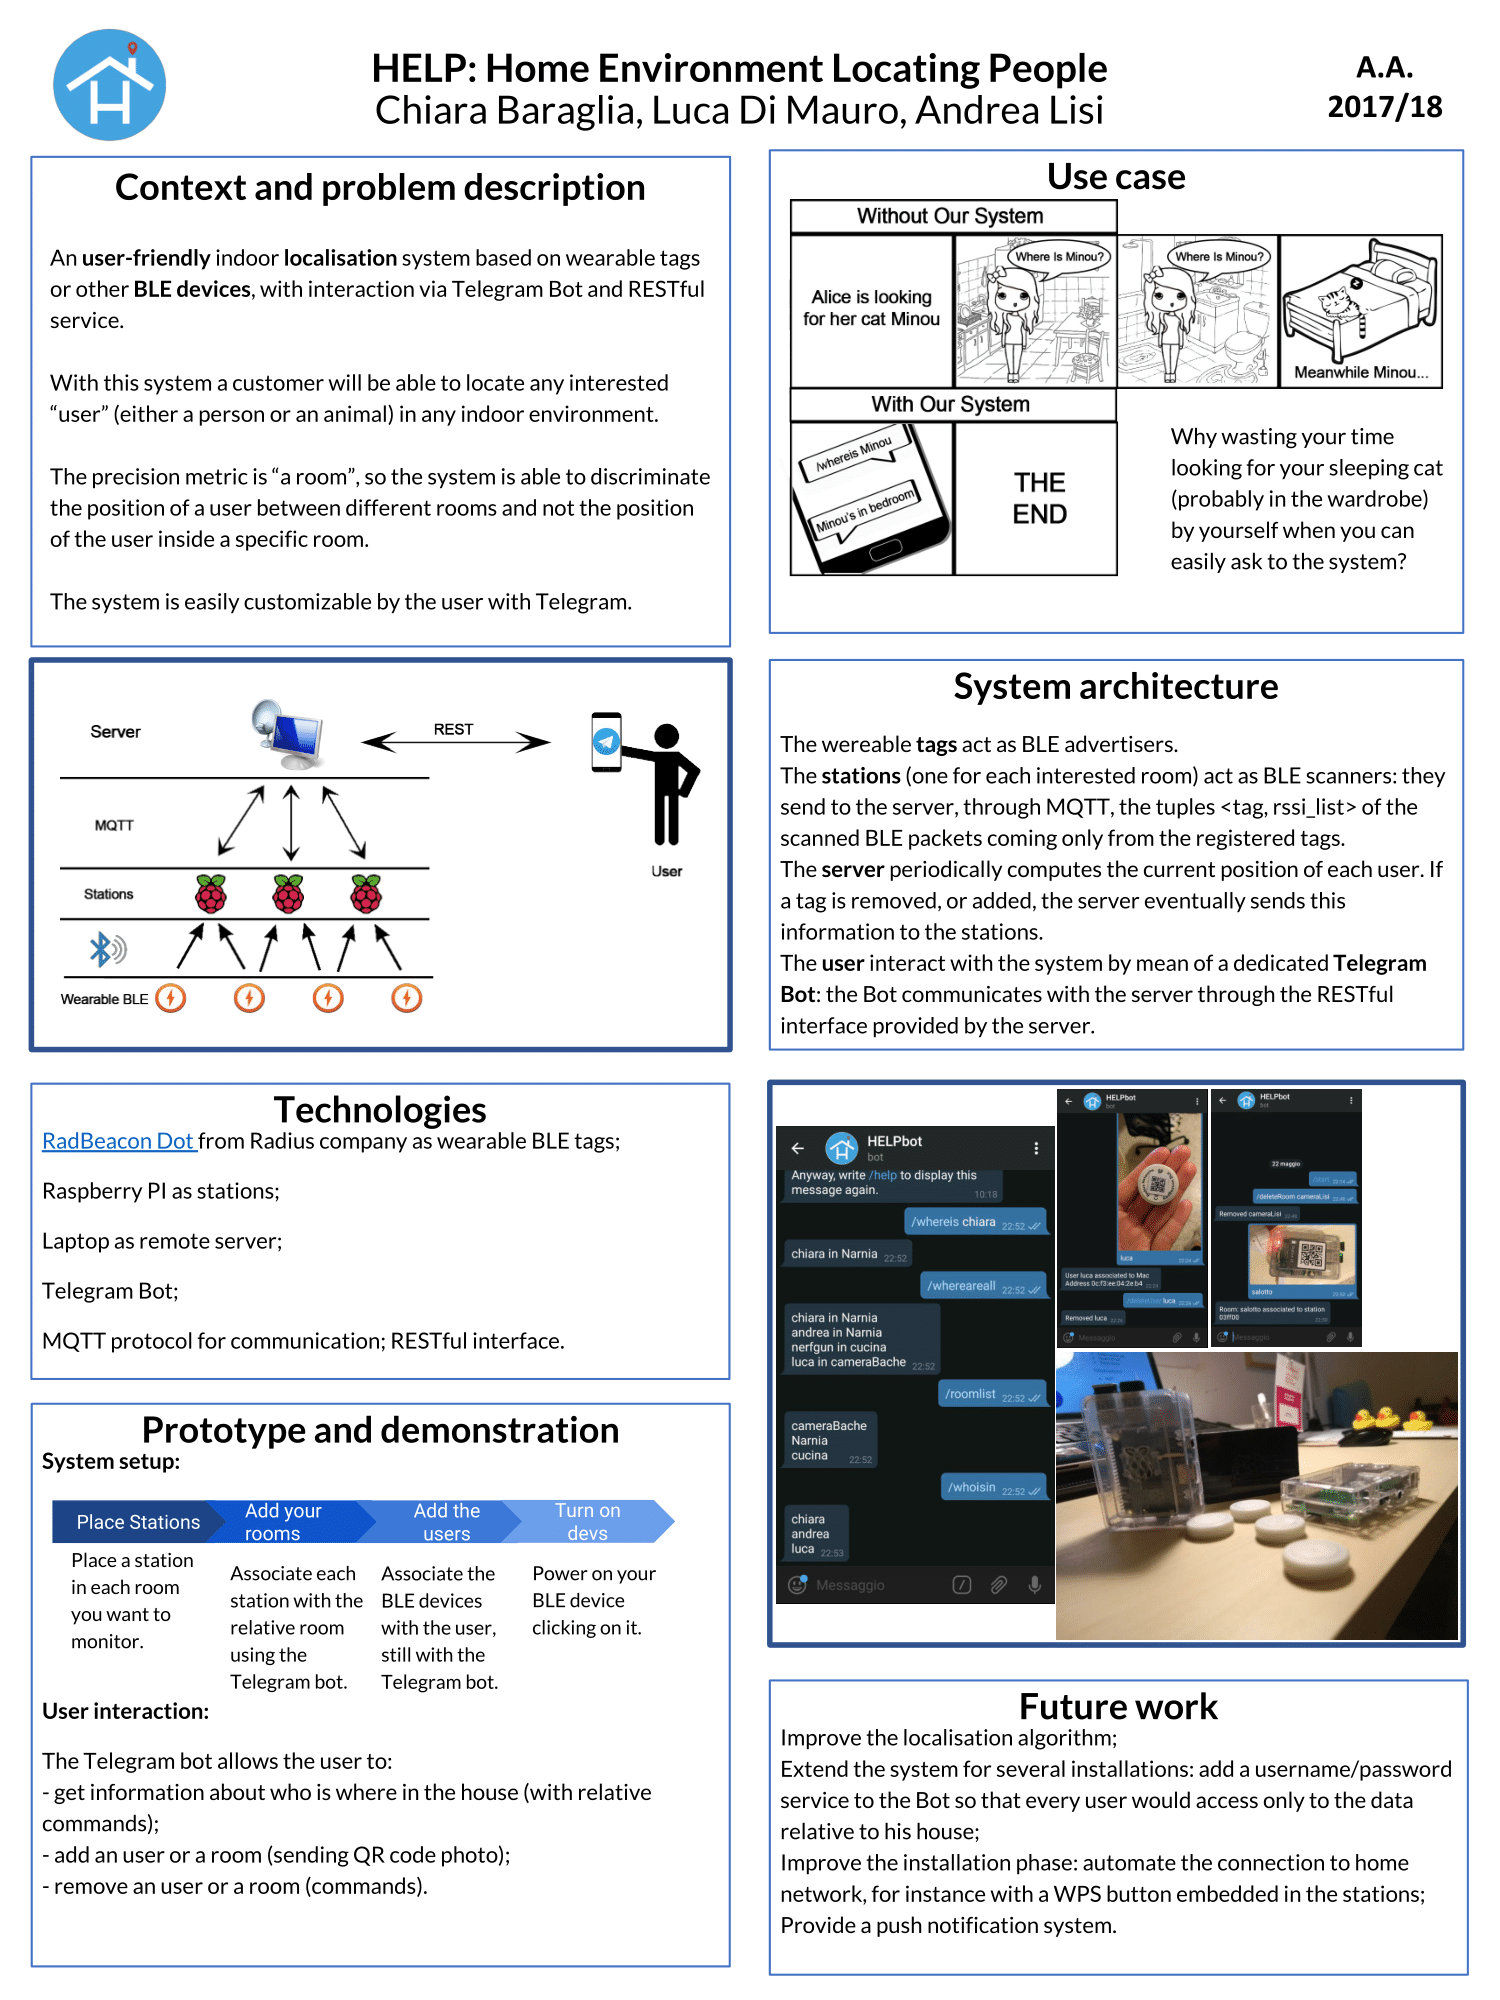 HELP: Home Environment Locating People
Chiara Baraglia, Luca Di Mauro, Andrea Lisi
A.A.
2017/18
Context and problem description
An user-friendly indoor localisation system based on wearable tags
or other BLE devices, with interaction via Telegram Bot and RESTful
service.
With this system a customer will be able to locate any interested
“user” (either a person or an animal) in any indoor environment.
The precision metric is “a room”, so the system is able to discriminate
the position of a user between different rooms and not the position
of the user inside a specific room.
The system is easily customizable by the user with Telegram.
Use case
Without Our System
Alice is looking
for her cat Minou
Where Is Minou?
Where Is Minou?
Meanwhile Minou...
With Our System
/whereis Minou
Minou's in bedroom
THE
END
Why wasting your time
looking for your sleeping cat
(probably in the wardrobe)
by yourself when you can
easily ask to the system?
Server
REST
MQTT
User
Stations
Wearable BLE
System architecture
The wereable tags act as BLE advertisers.
The stations (one for each interested room) act as BLE scanners: they
send to the server, through MQTT, the tuples <tag, rssi_list> of the
scanned BLE packets coming only from the registered tags.
The server periodically computes the current position of each user. If
a tag is removed, or added, the server eventually sends this
information to the stations.
The user interact with the system by mean of a dedicated Telegram
Bot: the Bot communicates with the server through the RESTful
interface provided by the server.
Technologies
RadBeacon Dot from Radius company as wearable BLE tags;
Raspberry PI as stations;
Laptop as remote server;
Telegram Bot;
MQTT protocol for communication; RESTful interface.
HELPbot
bot
Anyway, write /help to display this
message again. 10:18
/whereis chiara 22:52
chiara in Narnia 22:52
/whereareall 22:52
chiara in Narnia
andrea in Narnia
nerfgun in cucina
luca in cameraBache 22:52
/roomlist 22:52
cameraBache
Narnia
cucina 22:52
/whoisin 22:52
chiara
andrea
luca 22:53
Messaggio
HELPbot
bot
luca
User luca associated to Mac
Address 0c:f3:ee:04:2e:b4
/deleteUser luca
Removed luca
Messaggio
HELPbot
bot
22 maggio
/start
/deleteRoom cameraLisi
Removed cameraLisi
salotto
Room: salotto associated to station
03ff00
Messaggio
Prototype and demonstration
System setup:
Place Stations
Add your
rooms
Add the
users
Turn on
devs
Place a station
in each room
you want to
monitor.
Associate each
station with the
relative room
using the
Telegram bot.
Associate the
BLE devices
with the user,
still with the
Telegram bot.
Power on your
BLE device
clicking on it.
User interaction:
The Telegram bot allows the user to:
- get information about who is where in the house (with relative
commands);
- add an user or a room (sending QR code photo);
- remove an user or a room (commands).
Future work
Improve the localisation algorithm;
Extend the system for several installations: add a username/password
service to the Bot so that every user would access only to the data
relative to his house;
Improve the installation phase: automate the connection to home
network, for instance with a WPS button embedded in the stations;
Provide a push notification system.